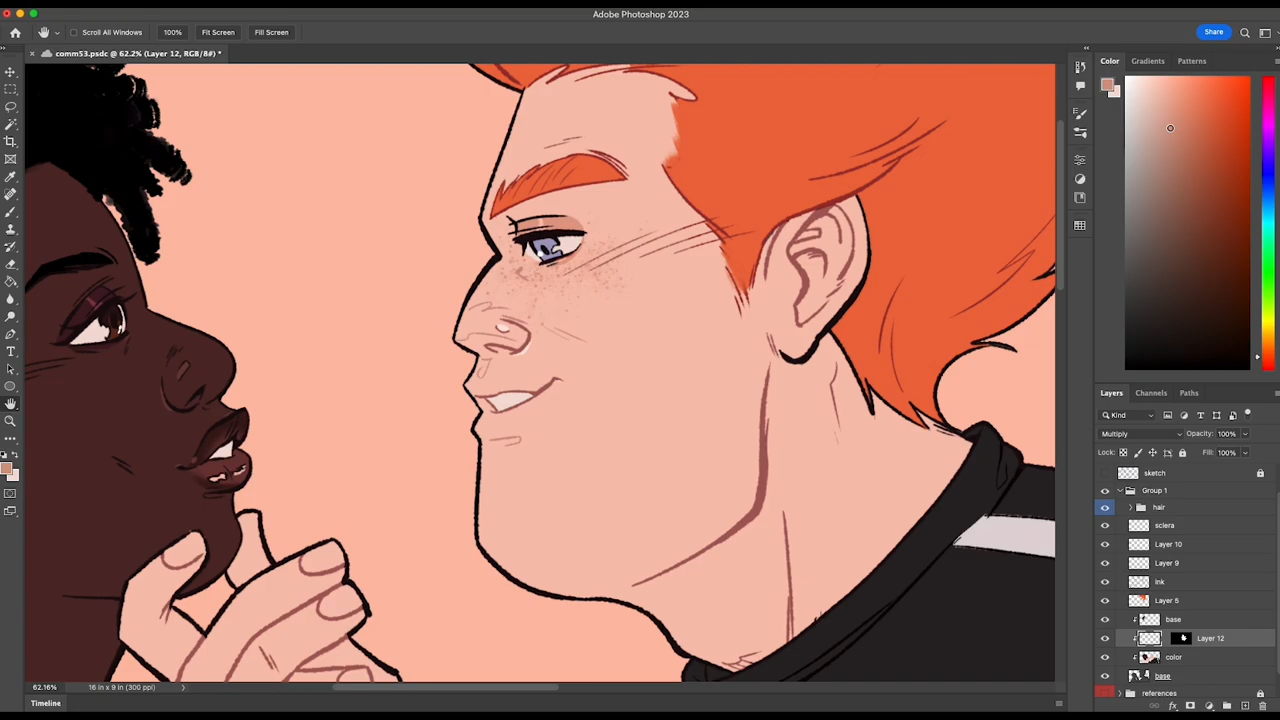 Adobe Photoshop 2023
Scroll All Windows 100% Fit Screen Fill Screen Share
× comm53.psdc @ 62.2% (Layer 12, RGB/8#) *
Color Gradients Patterns
Layers Channels Paths
Kind
Multiply Opacity: 100%
Lock: Fill: 100%
sketch
Group 1
hair
sclera
Layer 10
Layer 9
ink
Layer 5
base
Layer 12
color
base
references
62.16% 16 in x 9 in (300 ppi)
Timeline